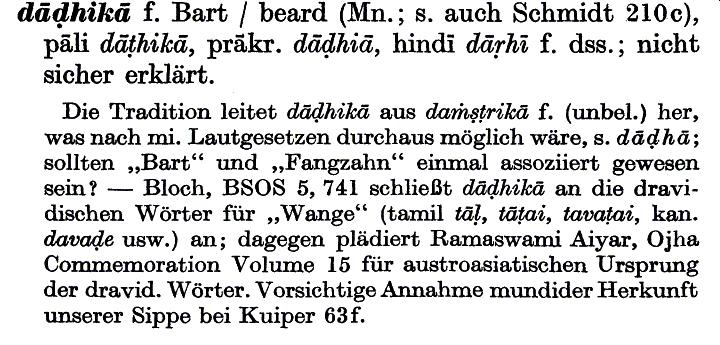 dāḍhikā f. Bart / beard (Mn.; s. auch Schmidt 210c),
pāli dāṭhikā, präkr. dāḍhiā, hindī dāṛhī f. dss.; nicht
sicher erklärt.
Die Tradition leitet dāḍhikā aus daṁṣṭrikā f. (unbel.) her,
was nach mi. Lautgesetzen durchaus möglich wäre, s. dāḍhā;
sollten „Bart“ und „Fangzahn“ einmal assoziiert gewesen
sein? — Bloch, BSOS 5, 741 schließt dāḍhikā an die dravi-
dischen Wörter für „Wange“ (tamil tāḷ, tāṭai, tavaṭai, kan.
davaḍe usw.) an; dagegen plädiert Ramaswami Aiyar, Ojha
Commemoration Volume 15 für austroasiatischen Ursprung
der dravid. Wörter. Vorsichtige Annahme mundider Herkunft
unserer Sippe bei Kuiper 63f.